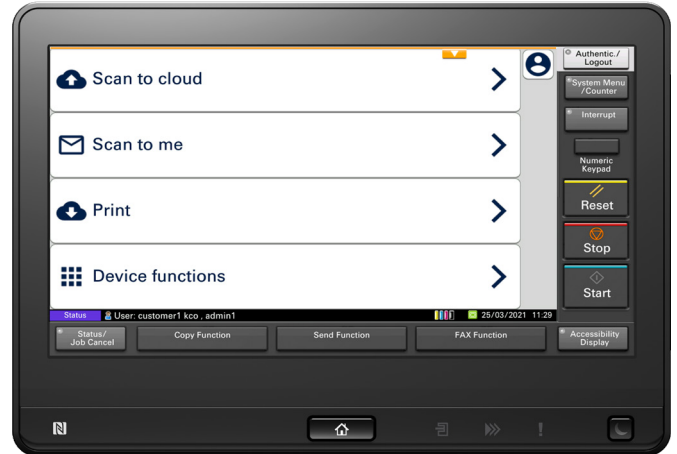 Scan to cloud
Authentic./
Logout
System Menu
/Counter
Interrupt
Scan to me
Numeric
Keypad
Print
Reset
Stop
Device functions
Start
Status
User: customer1 kco , admin1
25/03/2021 11:29
Status/
Job Cancel
Copy Function
Send Function
FAX Function
Accessibility
Display